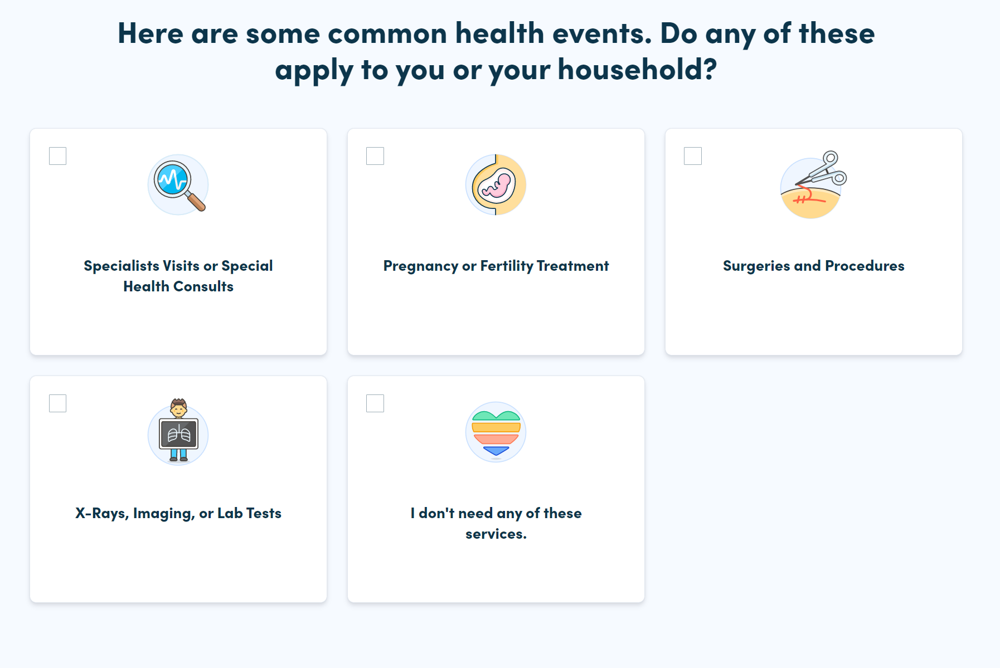 Here are some common health events. Do any of these
apply to you or your household?
Specialists Visits or Special
Health Consults
Pregnancy or Fertility Treatment
Surgeries and Procedures
X-Rays, Imaging, or Lab Tests
I don't need any of these
services.